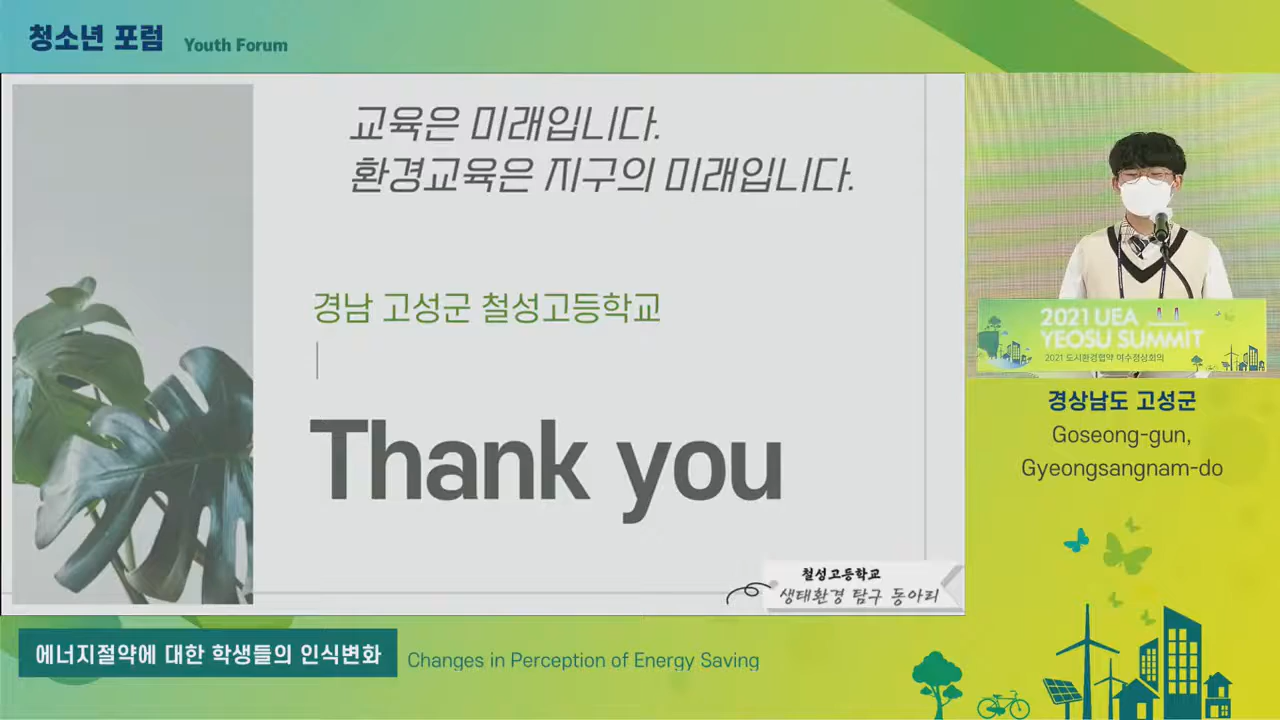 청소년 포럼 Youth Forum
교육은 미래입니다.
환경교육은 지구의 미래입니다.
경남 고성군 철성고등학교
Thank you
철성고등학교
생태환경 탐구 동아리
2021 UEA
YEOSU SUMMIT
2021 도시환경협약 여수정상회의
경상남도 고성군
Goseong-gun,
Gyeongsangnam-do
에너지절약에 대한 학생들의 인식변화 Changes in Perception of Energy Saving